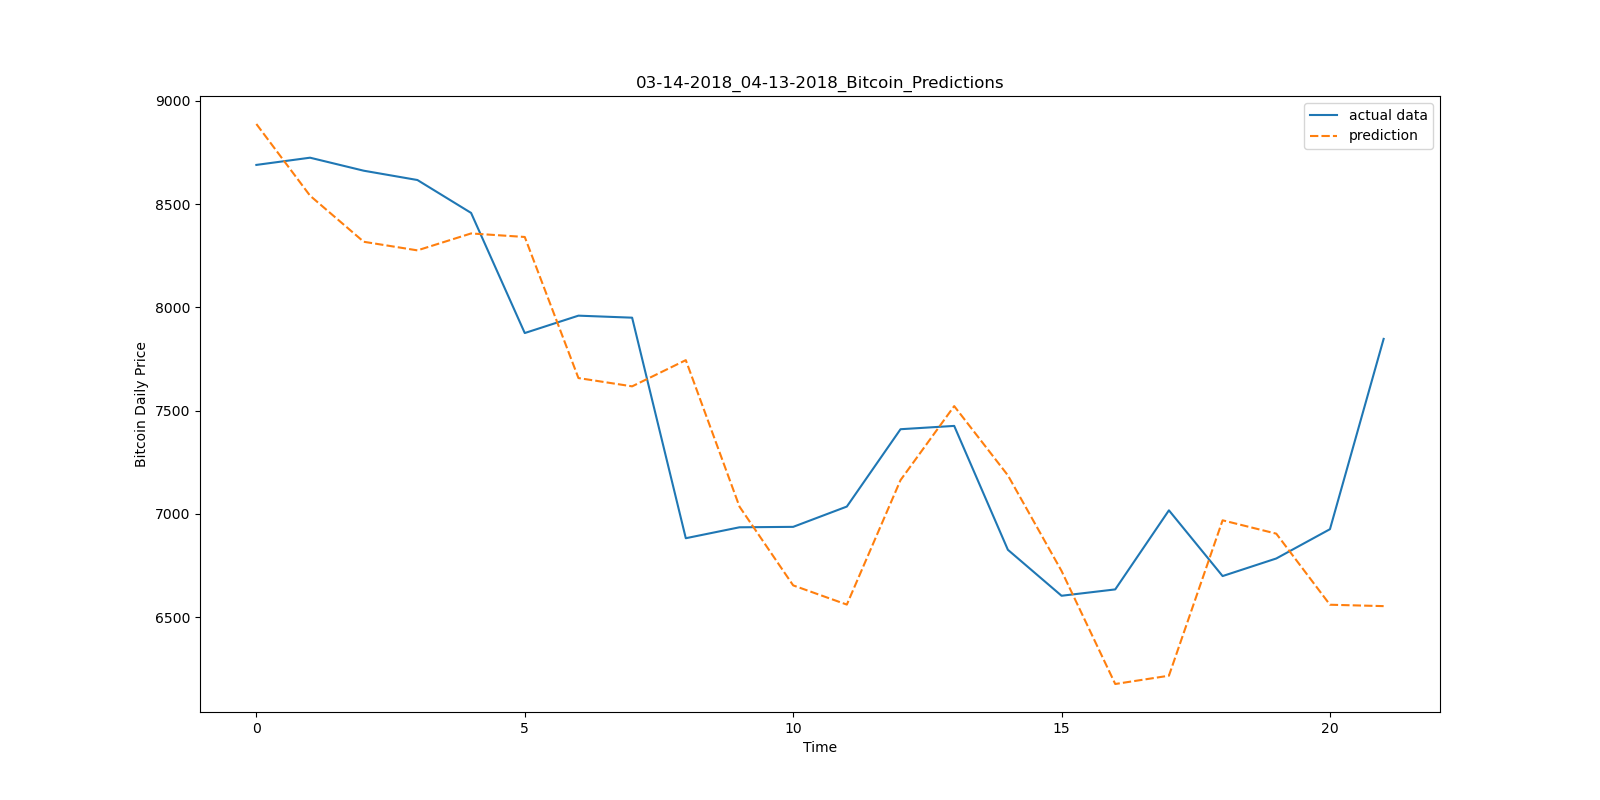 03-14-2018_04-13-2018_Bitcoin_Predictions
actual data
prediction
9000
8500
8000
7500
7000
6500
Bitcoin Daily Price
0 5 10 15 20
Time